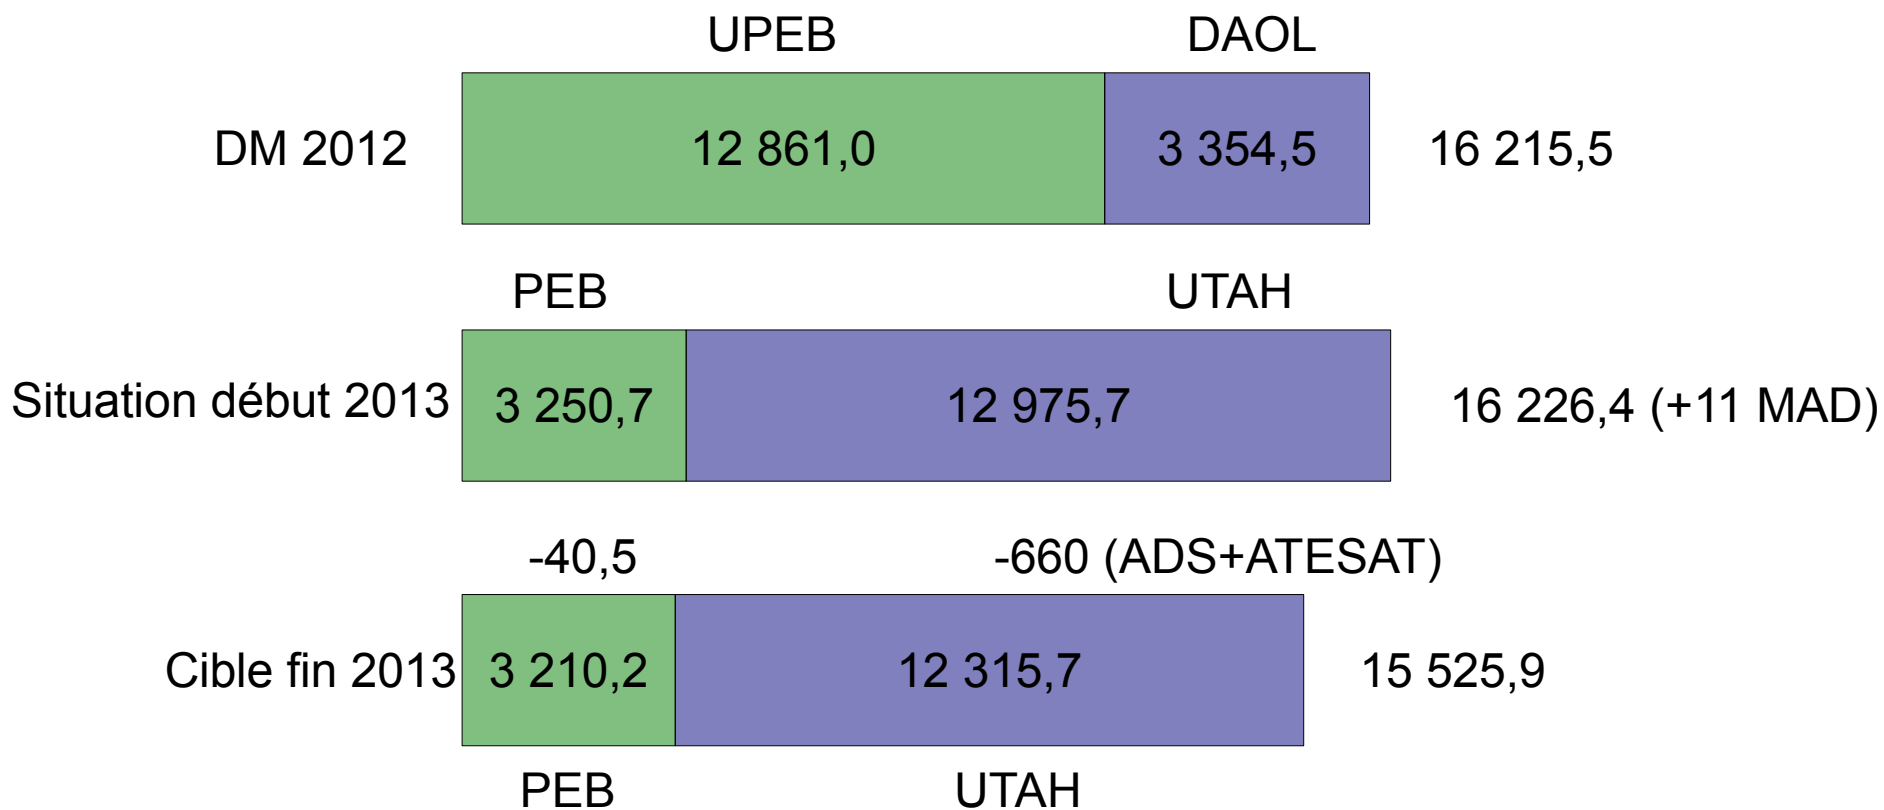 UPEB DAOL
DM 2012 12 861,0 3 354,5 16 215,5
PEB UTAH
Situation début 2013 3 250,7 12 975,7 16 226,4 (+11 MAD)
-40,5 -660 (ADS+ATESAT)
Cible fin 2013 3 210,2 12 315,7 15 525,9
PEB UTAH